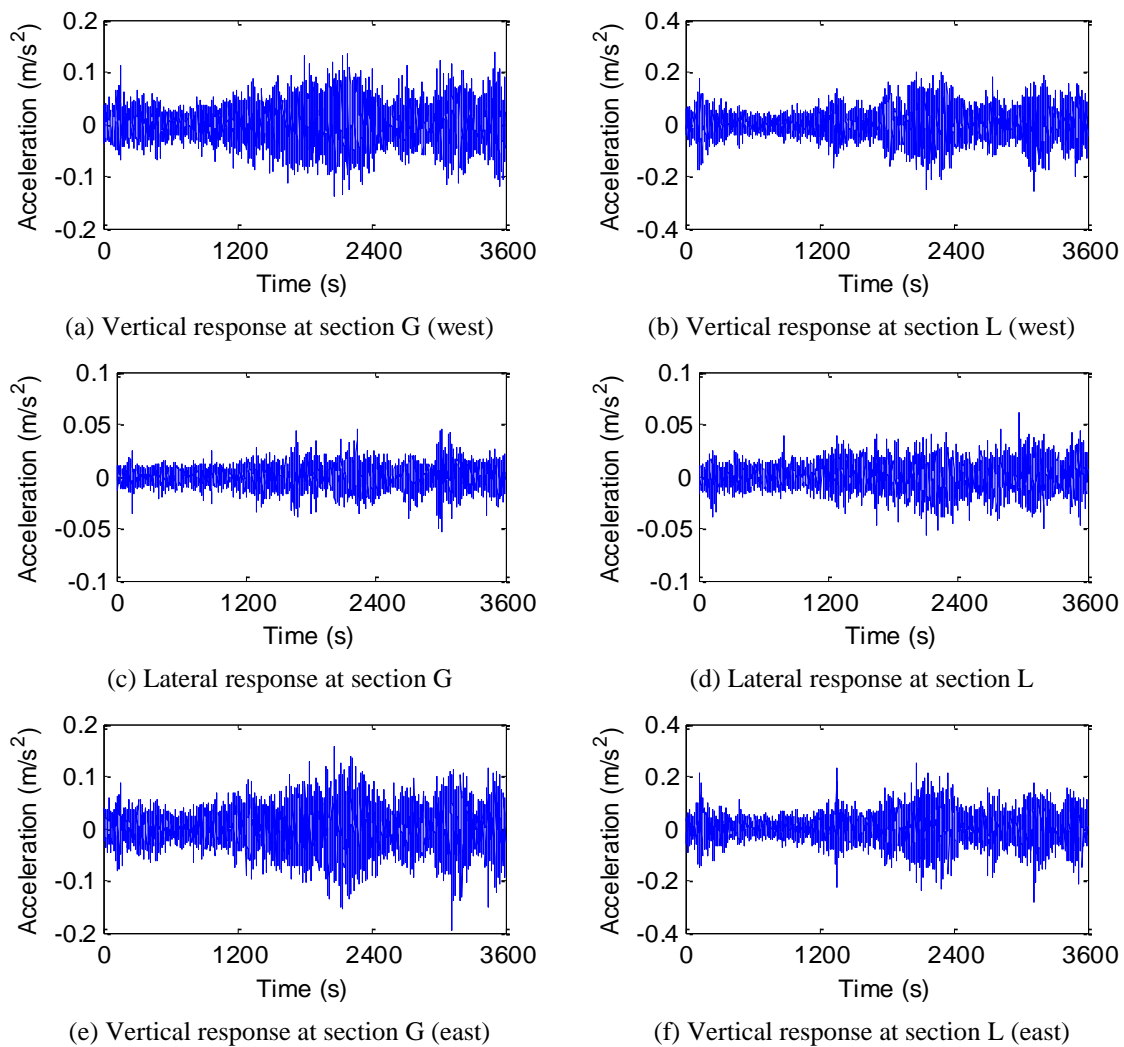 Acceleration (m/s²)
0.2
0.1
0
-0.1
-0.2
0 1200 2400 3600
Time (s)
(a) Vertical response at section G (west)
Acceleration (m/s²)
0.4
0.2
0
-0.2
-0.4
0 1200 2400 3600
Time (s)
(b) Vertical response at section L (west)
Acceleration (m/s²)
0.1
0.05
0
-0.05
-0.1
0 1200 2400 3600
Time (s)
(c) Lateral response at section G
Acceleration (m/s²)
0.1
0.05
0
-0.05
-0.1
0 1200 2400 3600
Time (s)
(d) Lateral response at section L
Acceleration (m/s²)
0.2
0.1
0
-0.1
-0.2
0 1200 2400 3600
Time (s)
(e) Vertical response at section G (east)
Acceleration (m/s²)
0.4
0.2
0
-0.2
-0.4
0 1200 2400 3600
Time (s)
(f) Vertical response at section L (east)